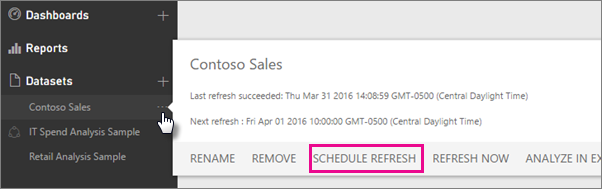 Dashboards +
Reports
Datasets +
Contoso Sales ...
IT Spend Analysis Sample
Retail Analysis Sample
Contoso Sales
Last refresh succeeded: Thu Mar 31 2016 14:08:59 GMT-0500 (Central Daylight Time)
Next refresh : Fri Apr 01 2016 10:00:00 GMT-0500 (Central Daylight Time)
RENAME REMOVE SCHEDULE REFRESH REFRESH NOW ANALYZE IN EX